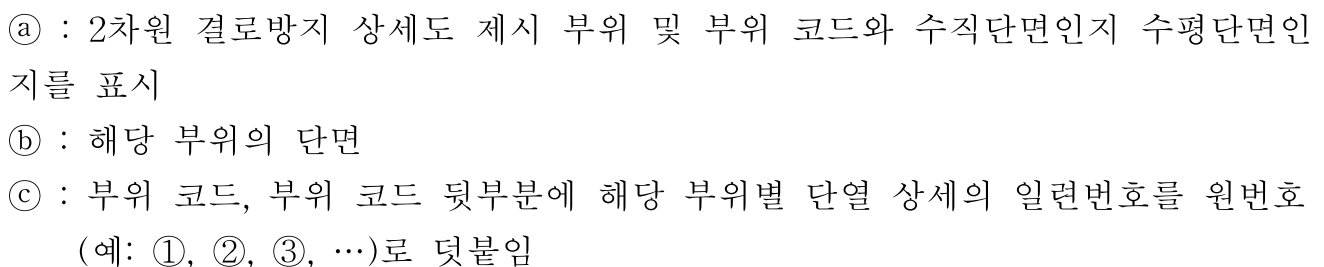 ⓐ : 2차원 결로방지 상세도 제시 부위 및 부위 코드와 수직단면인지 수평단면인
지를 표시
ⓑ : 해당 부위의 단면
ⓒ : 부위 코드, 부위 코드 뒷부분에 해당 부위별 단열 상세의 일련번호를 원번호
(예: ①, ②, ③, …)로 덧붙임